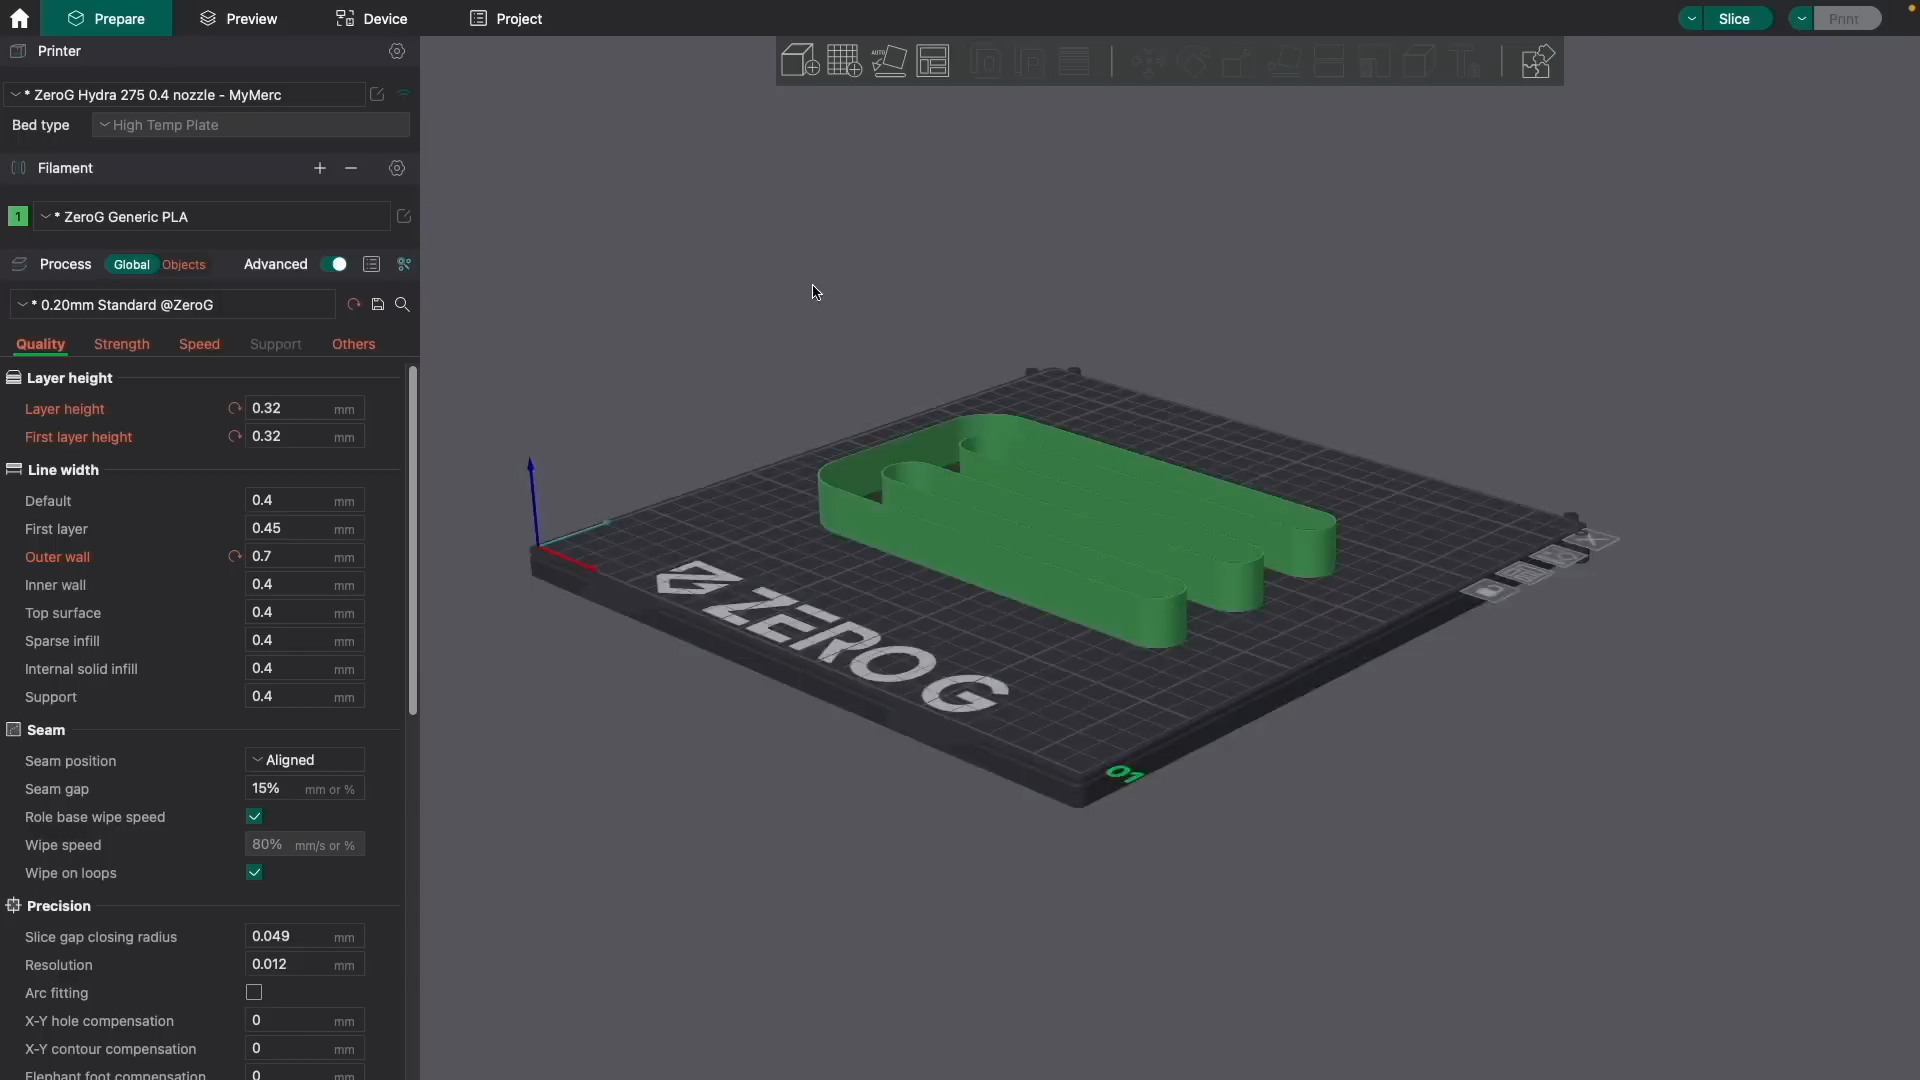 Prepare
Preview
Device
Project
Slice
Print
Printer
* ZeroG Hydra 275 0.4 nozzle - MyMerc
Bed type High Temp Plate
Filament
1 * ZeroG Generic PLA
Process Global Objects Advanced
* 0.20mm Standard @ZeroG
Quality Strength Speed Support Others
Layer height
Layer height 0.32 mm
First layer height 0.32 mm
Line width
Default 0.4 mm
First layer 0.45 mm
Outer wall 0.7 mm
Inner wall 0.4 mm
Top surface 0.4 mm
Sparse infill 0.4 mm
Internal solid infill 0.4 mm
Support 0.4 mm
Seam
Seam position Aligned
Seam gap 15% mm or %
Role base wipe speed
Wipe speed 80% mm/s or %
Wipe on loops
Precision
Slice gap closing radius 0.049 mm
Resolution 0.012 mm
Arc fitting
X-Y hole compensation 0 mm
X-Y contour compensation 0 mm
Elephant foot compensation 0 mm
AUTO
ZERO G
01